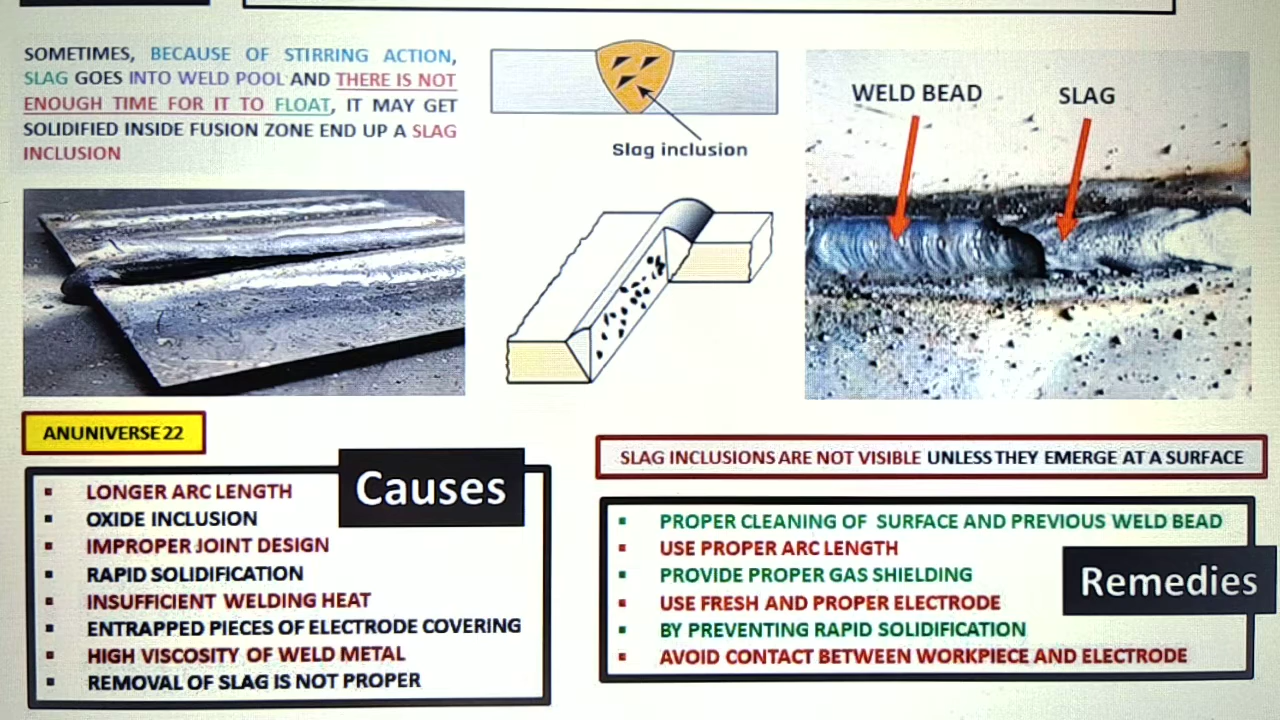 SOMETIMES, BECAUSE OF STIRRING ACTION,
SLAG GOES INTO WELD POOL AND THERE IS NOT
ENOUGH TIME FOR IT TO FLOAT, IT MAY GET
SOLIDIFIED INSIDE FUSION ZONE END UP A SLAG
INCLUSION
Slag inclusion
WELD BEAD
SLAG
ANUNIVERSE 22
Causes
LONGER ARC LENGTH
OXIDE INCLUSION
IMPROPER JOINT DESIGN
RAPID SOLIDIFICATION
INSUFFICIENT WELDING HEAT
ENTRAPPED PIECES OF ELECTRODE COVERING
HIGH VISCOSITY OF WELD METAL
REMOVAL OF SLAG IS NOT PROPER
SLAG INCLUSIONS ARE NOT VISIBLE UNLESS THEY EMERGE AT A SURFACE
PROPER CLEANING OF SURFACE AND PREVIOUS WELD BEAD
USE PROPER ARC LENGTH
PROVIDE PROPER GAS SHIELDING
USE FRESH AND PROPER ELECTRODE
BY PREVENTING RAPID SOLIDIFICATION
AVOID CONTACT BETWEEN WORKPIECE AND ELECTRODE
Remedies